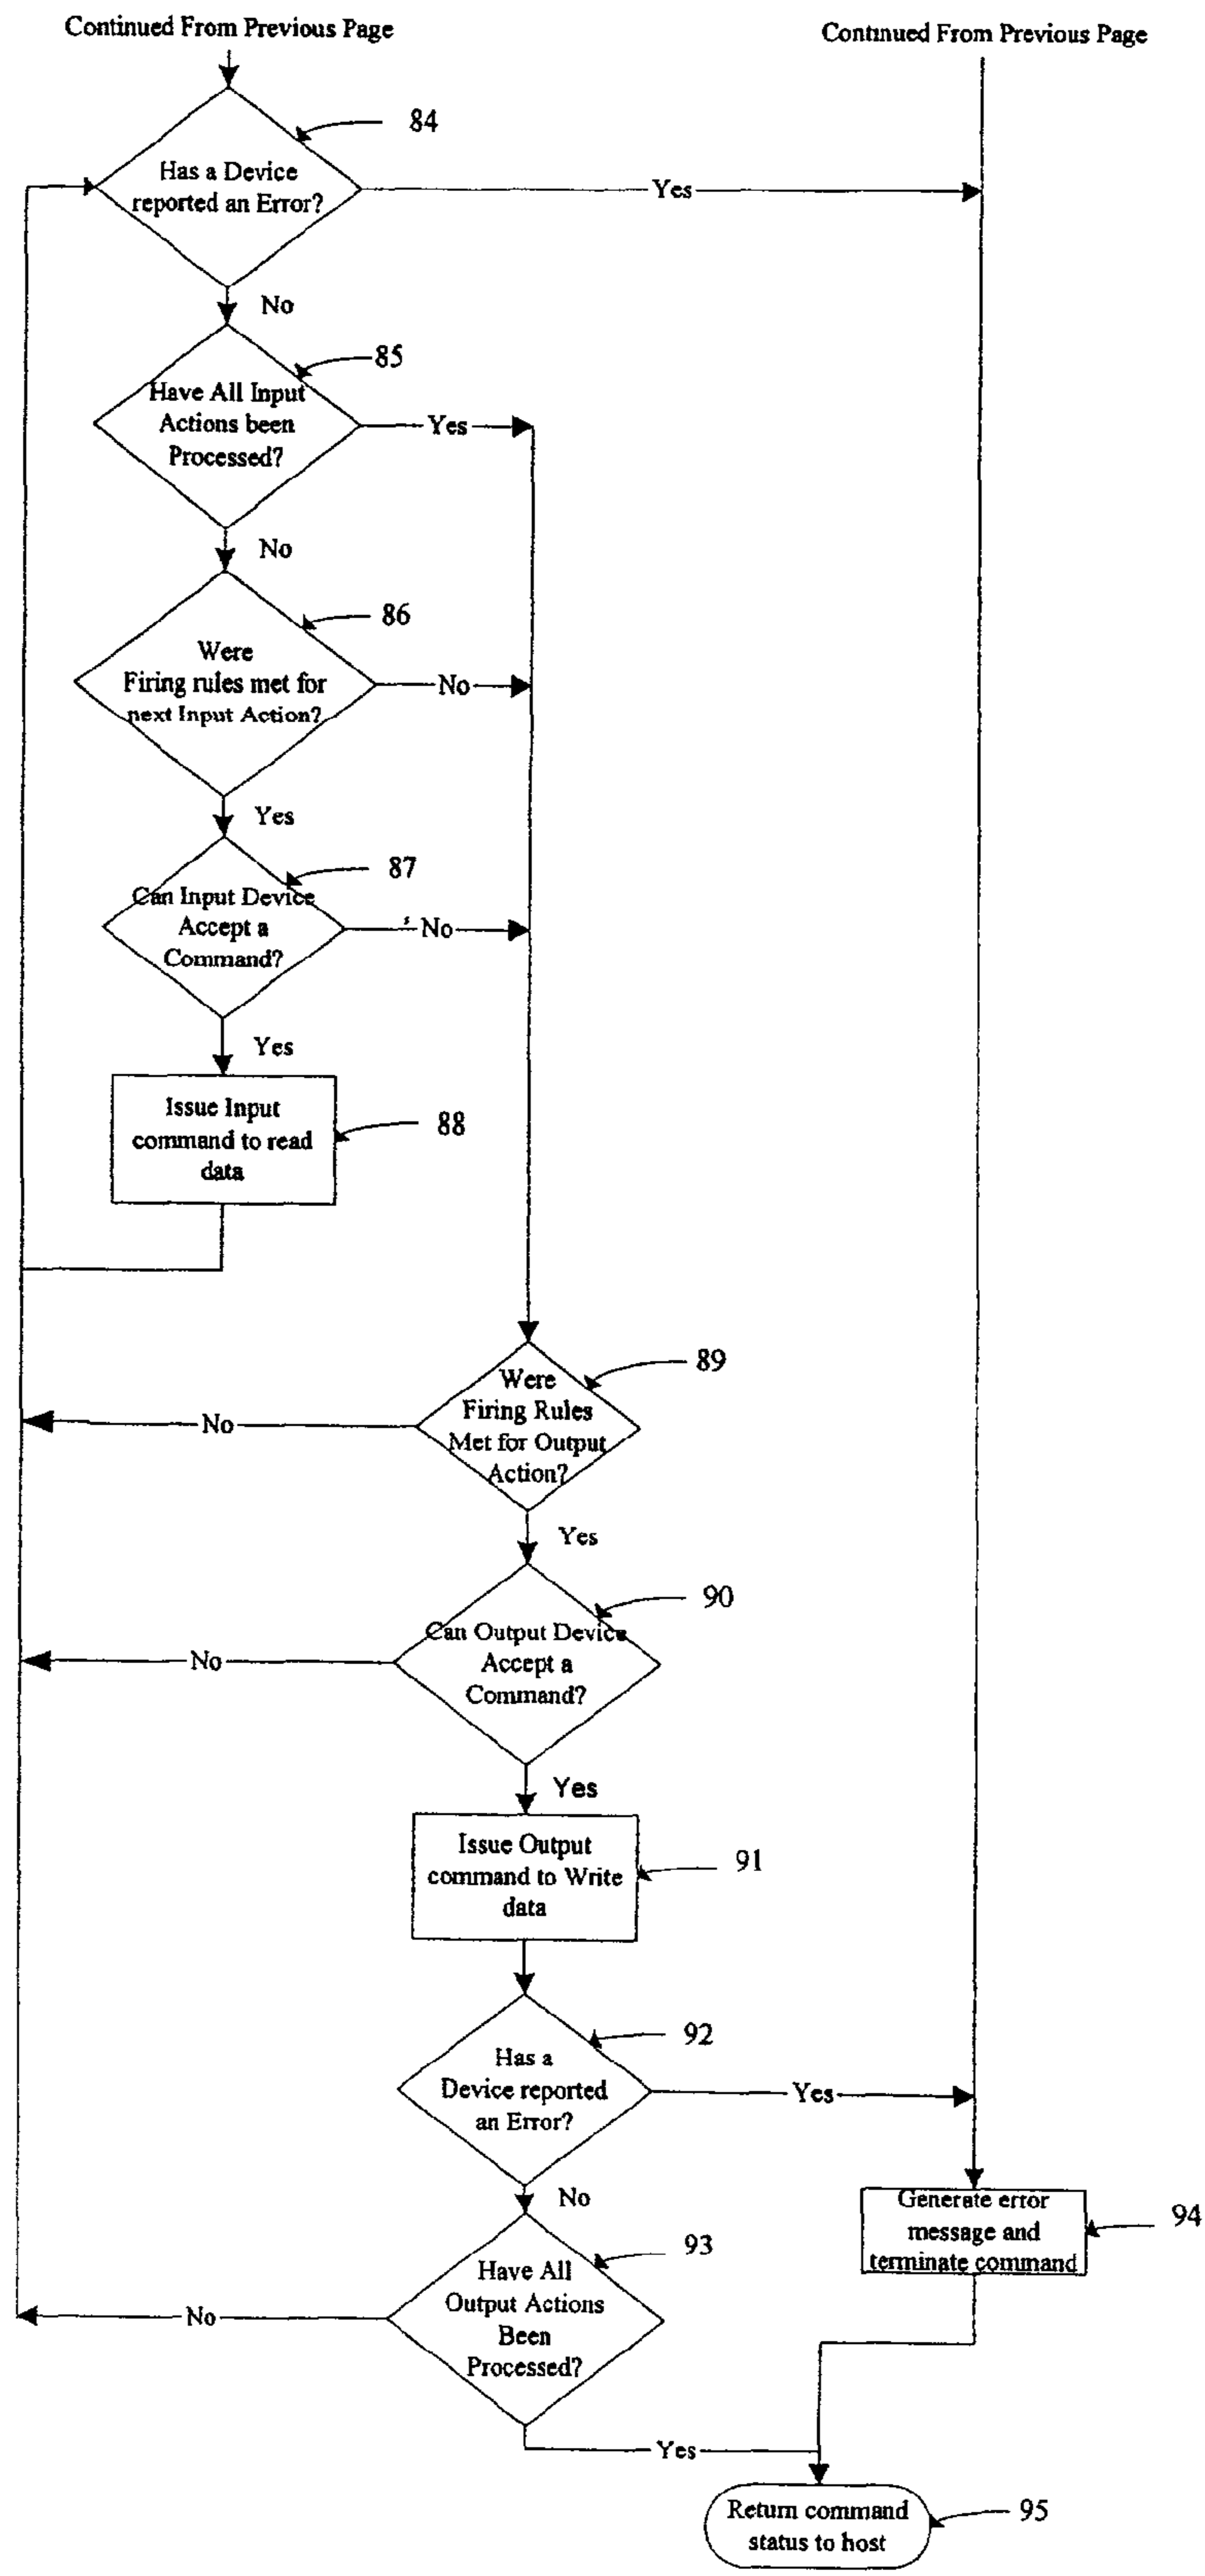 Continued From Previous Page
Continued From Previous Page
84
Has a Device
reported an Error?
Yes
No
85
Have All Input
Actions been
Processed?
Yes
No
86
Were
Firing rules met for
next Input Action?
No
Yes
87
Can Input Device
Accept a
Command?
No
Yes
Issue Input
command to read
data
88
89
Were
Firing Rules
Met for Output
Action?
No
Yes
90
Can Output Device
Accept a
Command?
No
Yes
Issue Output
command to Write
data
91
92
Has a
Device reported
an Error?
Yes
No
Generate error
message and
terminate command
94
93
Have All
Output Actions
Been
Processed?
No
Yes
Return command
status to host
95